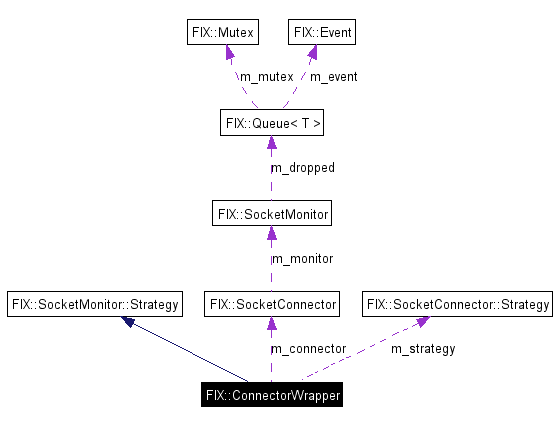 FIX::Mutex
FIX::Event
m_mutex
m_event
FIX::Queue< T >
m_dropped
FIX::SocketMonitor
m_monitor
FIX::SocketMonitor::Strategy
FIX::SocketConnector
FIX::SocketConnector::Strategy
m_connector
m_strategy
FIX::ConnectorWrapper